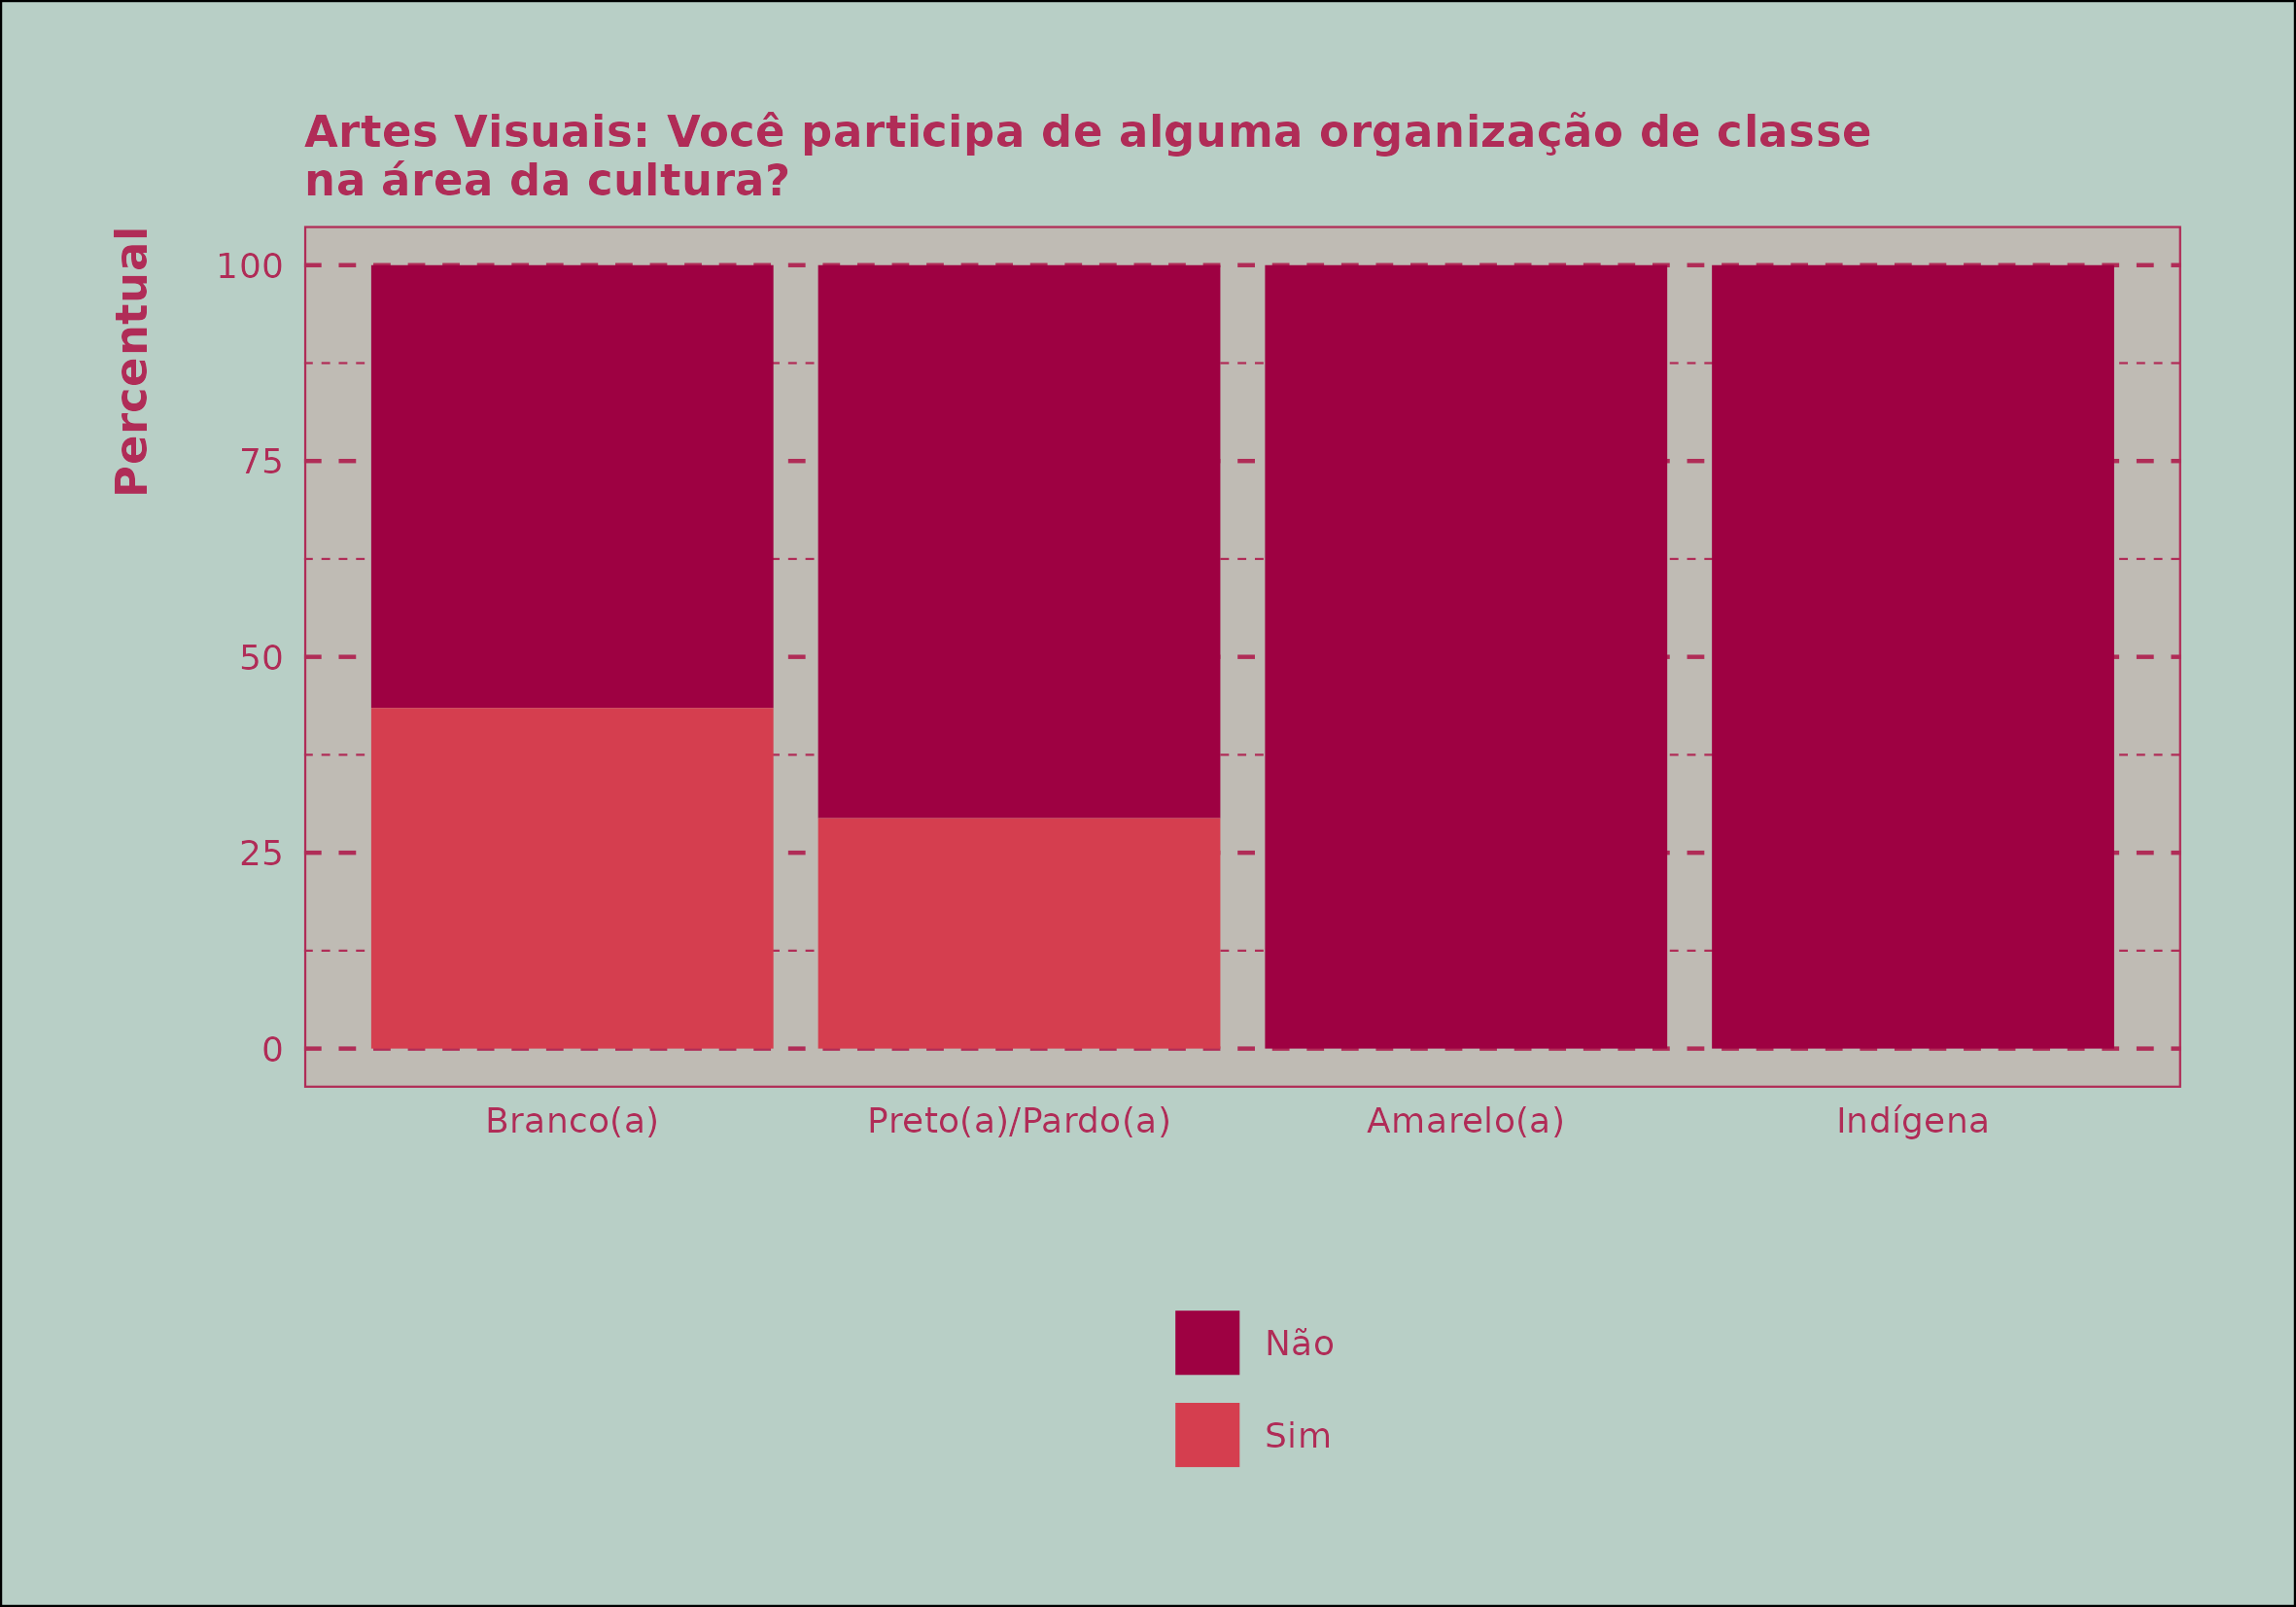 Artes Visuais: Você participa de alguma organização de classe
na área da cultura?
Percentual
100
75
50
25
0
Branco(a)
Preto(a)/Pardo(a)
Amarelo(a)
Indígena
Não
Sim